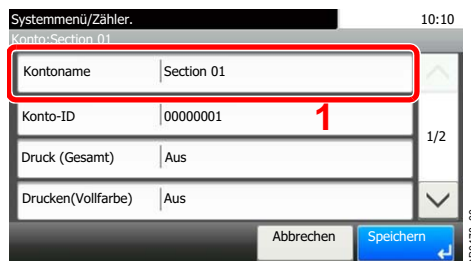 Systemmenü/Zähler. 10:10
Konto:Section 01
Kontoname Section 01
Konto-ID 00000001
1
1/2
Druck (Gesamt) Aus
Drucken(Vollfarbe) Aus
Abbrechen Speichern